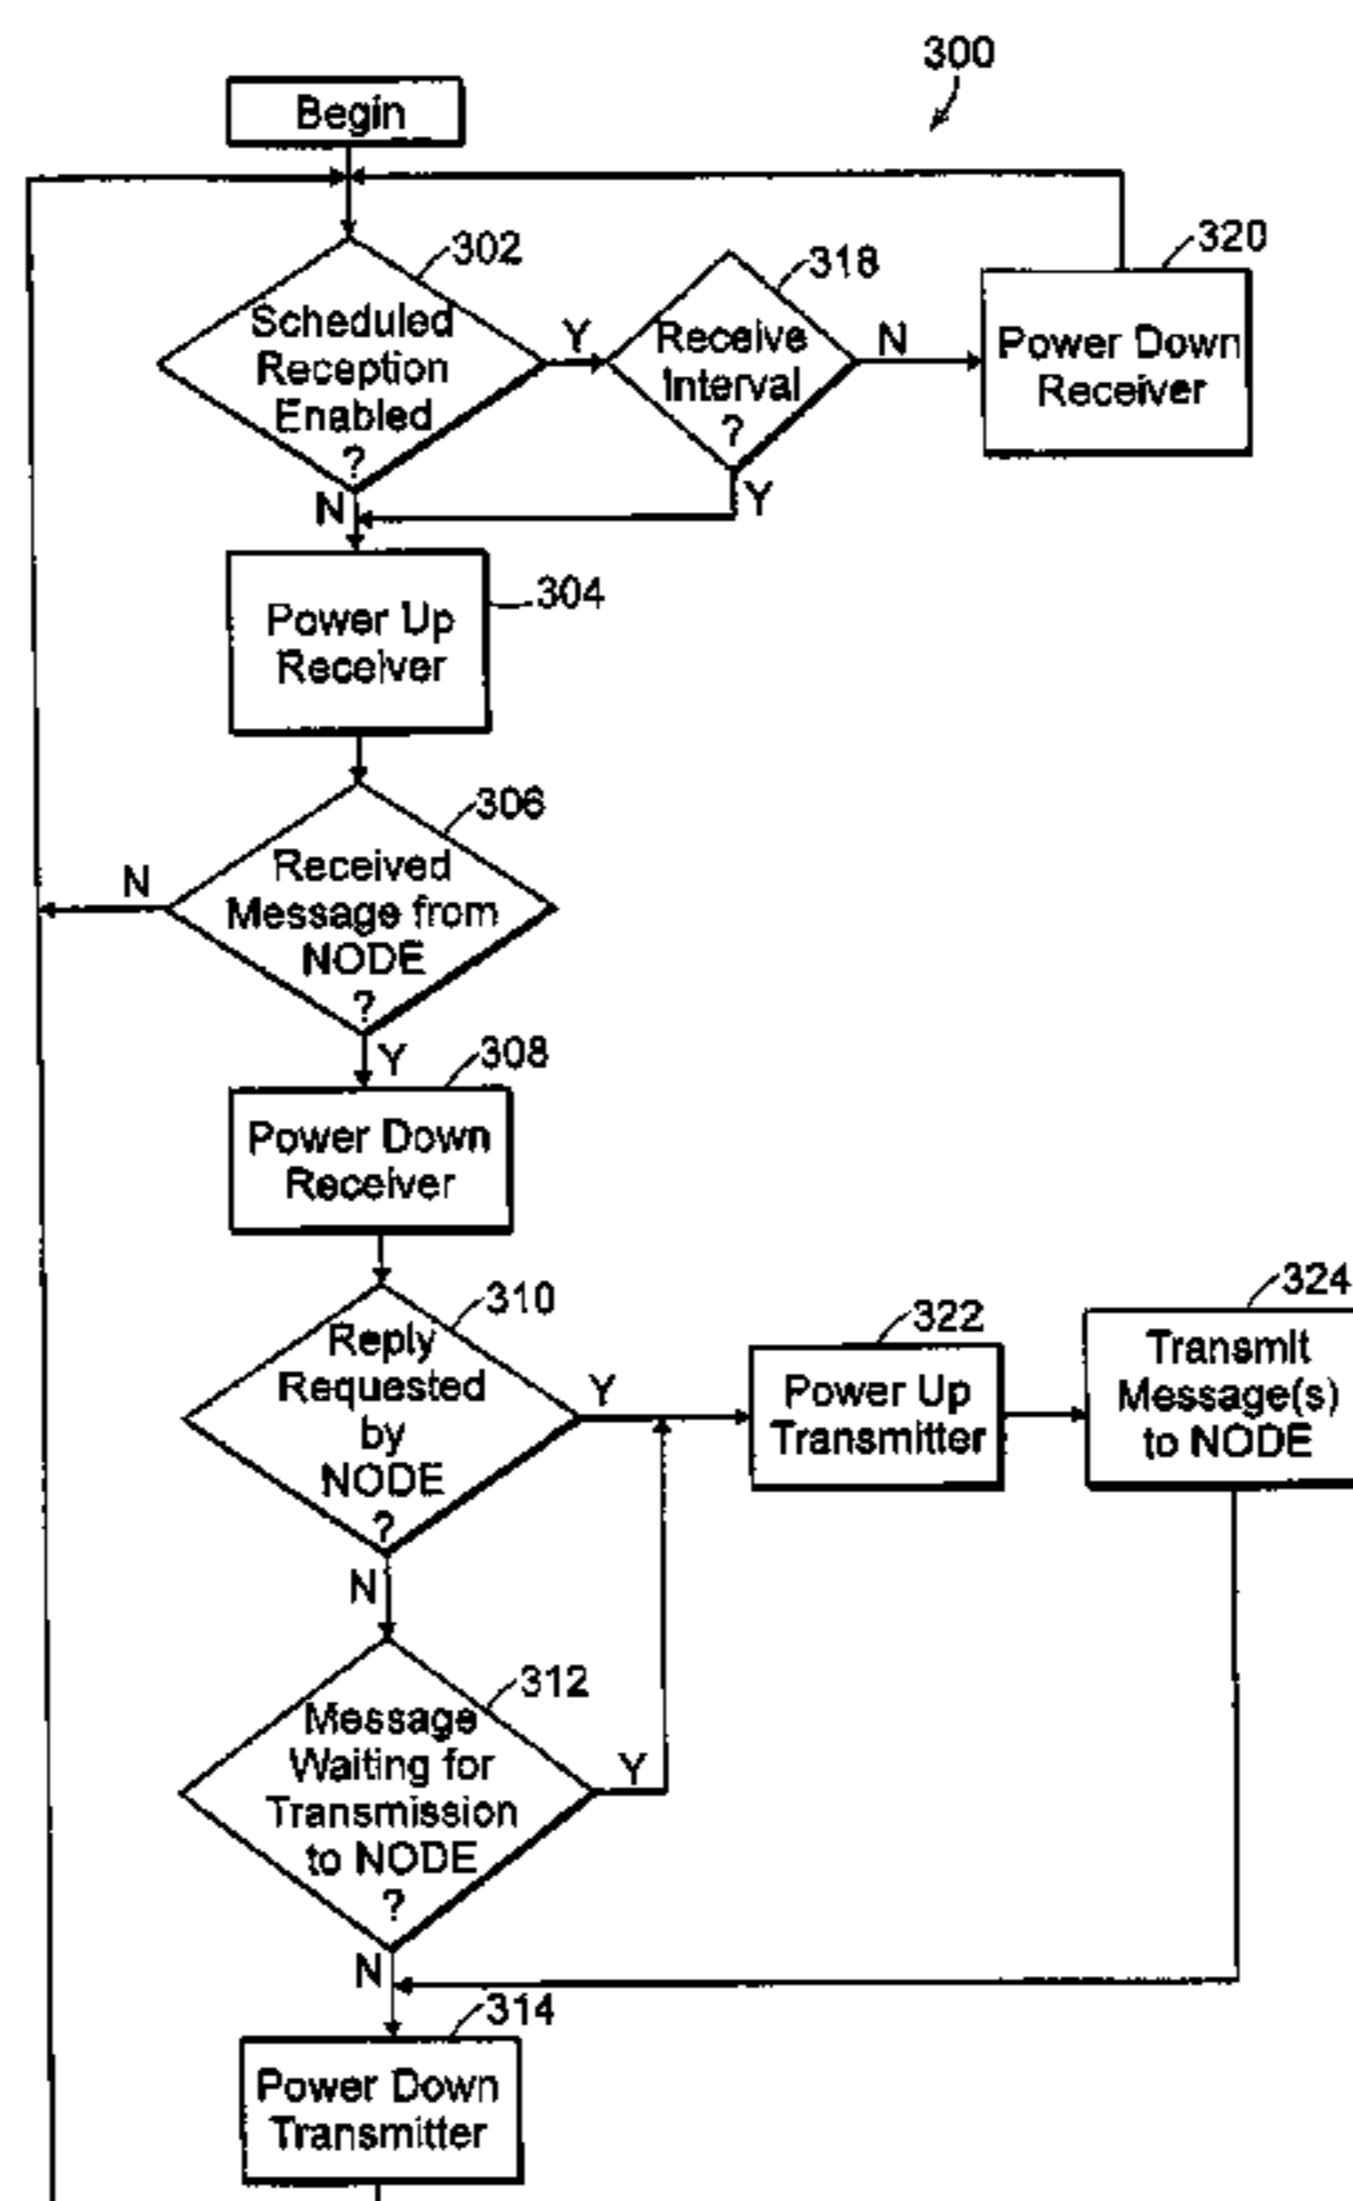 300
Begin
302
Scheduled
Reception
Enabled
?
Y
N
318
Receive
Interval
?
N
Y
320
Power Down
Receiver
304
Power Up
Receiver
306
Received
Message from
NODE
?
N
Y
308
Power Down
Receiver
310
Reply
Requested
by
NODE
?
Y
N
322
Power Up
Transmitter
324
Transmit
Message(s)
to NODE
312
Message
Waiting for
Transmission
to NODE
?
Y
N
314
Power Down
Transmitter